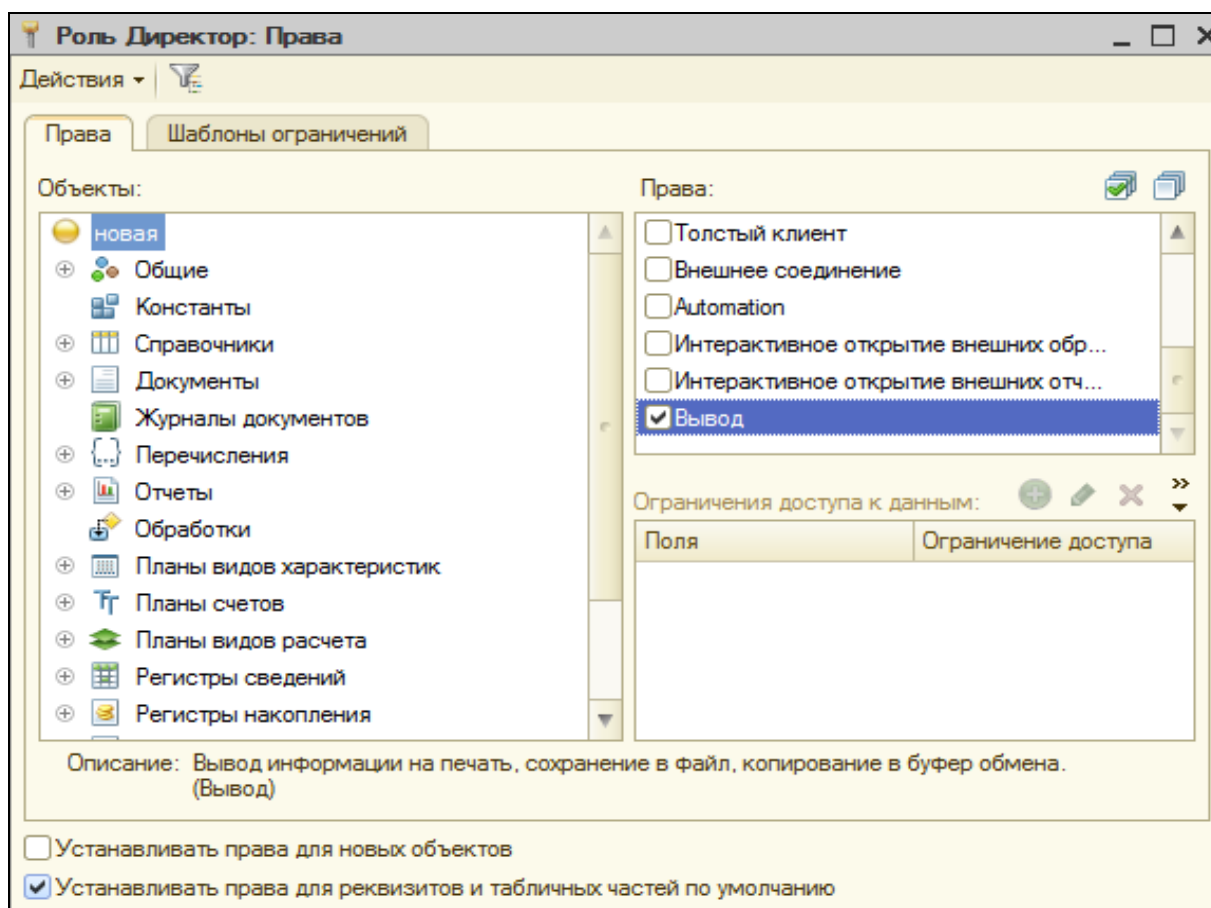 Роль Директор: Права
Действия
Права
Шаблоны ограничений
Объекты:
новая
Общие
Константы
Справочники
Документы
Журналы документов
Перечисления
Отчеты
Обработки
Планы видов характеристик
Планы счетов
Планы видов расчета
Регистры сведений
Регистры накопления
Права:
Толстый клиент
Внешнее соединение
Automation
Интерактивное открытие внешних обр...
Интерактивное открытие внешних отч...
Вывод
Ограничения доступа к данным:
Поля
Ограничение доступа
Описание: Вывод информации на печать, сохранение в файл, копирование в буфер обмена.
(Вывод)
Устанавливать права для новых объектов
Устанавливать права для реквизитов и табличных частей по умолчанию